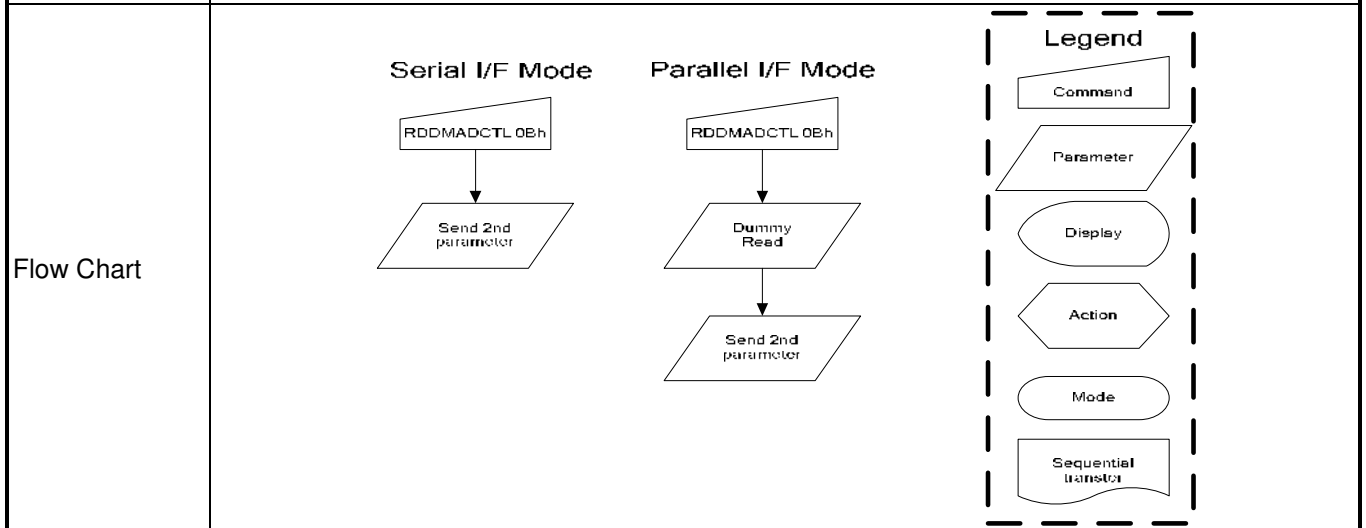 Flow Chart
Serial I/F Mode
RDDMADCTL 0Bh
Send 2nd
parameter
Parallel I/F Mode
RDDMADCTL 0Bh
Dummy
Read
Send 2nd
parameter
Legend
Command
Parameter
Display
Action
Mode
Sequential
transfer